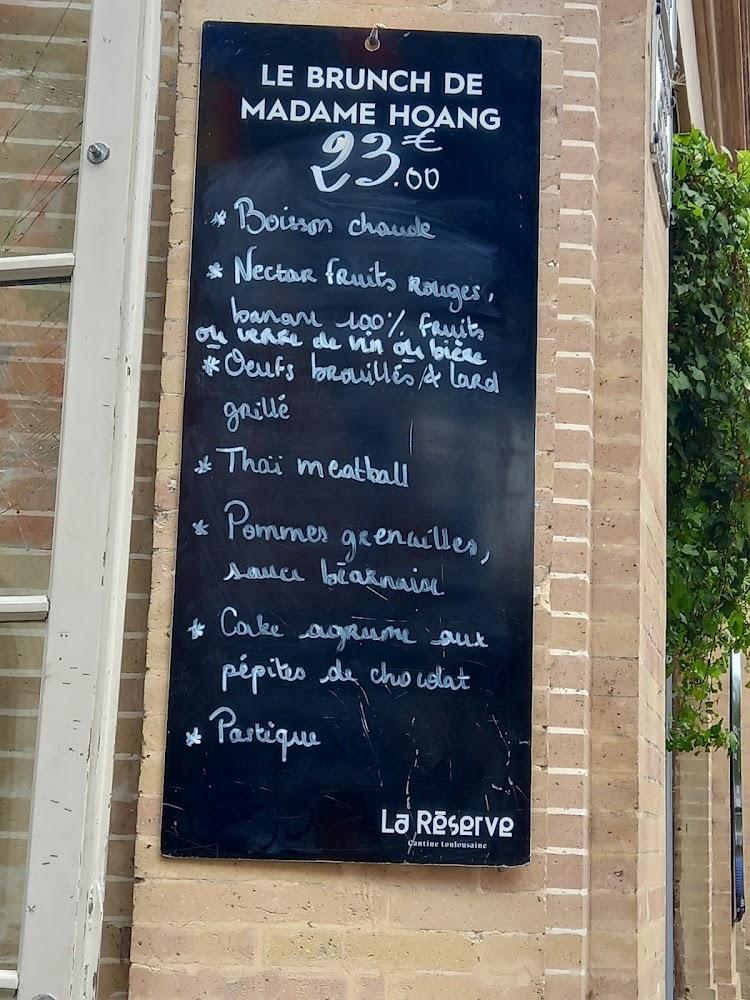 LE BRUNCH DE
MADAME HOANG
23.00 €
* Boisson chaude
* Nectar fruits rouges,
banane 100% fruits
ou verre de vin ou bière
* Oeufs brouillés & lard
grillé
* Thaï meatball
* Pommes grenailles,
sauce béarnaise
* Cake agrume aux
pépites de chocolat
* Pastèque
La Réserve
Cantine toulousaine